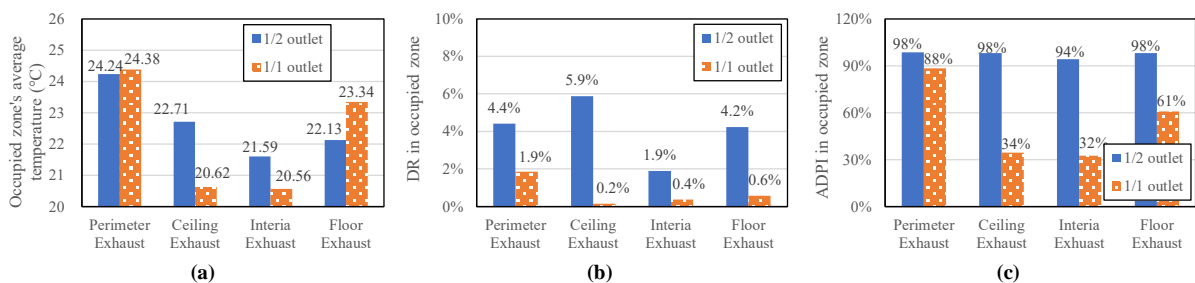 Occupied zone's average
temperature (°C)
26
25
24
23
22
21
20
1/2 outlet
1/1 outlet
24.24
24.38
22.71
20.62
21.59
20.56
22.13
23.34
Perimeter
Exhaust
Ceiling
Exhaust
Interia
Exhuast
Floor
Exhaust
(a)
DR in occupied zone
8%
6%
4%
2%
0%
1/2 outlet
1/1 outlet
4.4%
1.9%
5.9%
0.2%
1.9%
0.4%
4.2%
0.6%
Perimeter
Exhaust
Ceiling
Exhaust
Interia
Exhuast
Floor
Exhaust
(b)
ADPI in occupied zone
120%
90%
60%
30%
0%
98%
88%
98%
34%
94%
32%
98%
61%
1/2 outlet
1/1 outlet
Perimeter
Exhaust
Ceiling
Exhaust
Interia
Exhuast
Floor
Exhaust
(c)